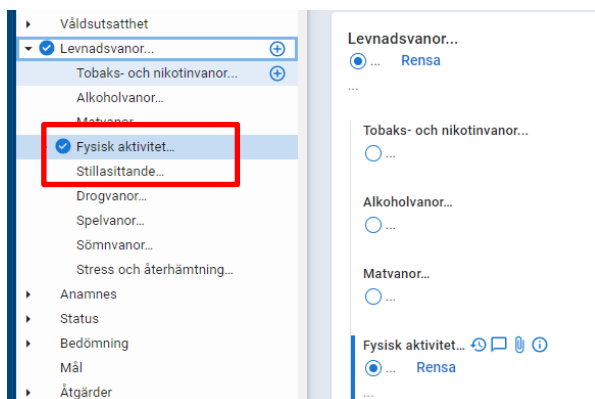 Våldsutsatthet
Levnadsvanor...
Tobaks- och nikotinvanor...
Alkoholvanor...
Matvanor...
Fysisk aktivitet...
Stillasittande...
Drogvanor...
Spelvanor...
Sömnvanor...
Stress och återhämtning...
Anamnes
Status
Bedömning
Mål
Åtgärder
Levnadsvanor...
... Rensa
...
Tobaks- och nikotinvanor...
...
Alkoholvanor...
...
Matvanor...
...
Fysisk aktivitet...
... Rensa
...